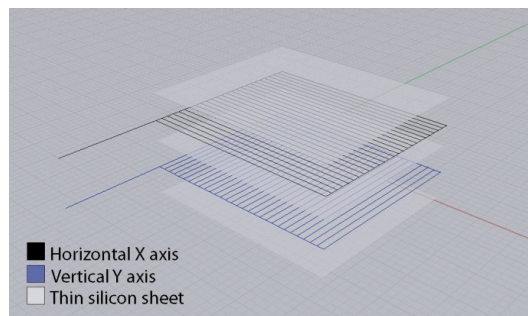 Horizontal X axis
Vertical Y axis
Thin silicon sheet